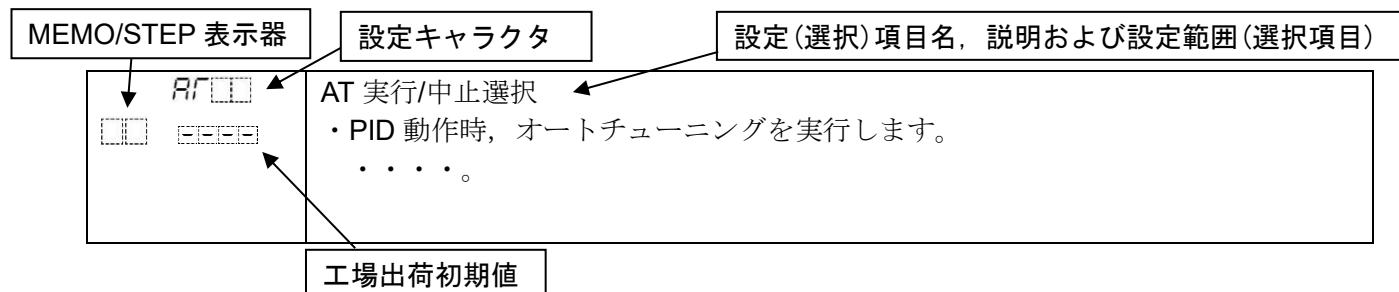 MEMO/STEP 表示器
設定キャラクタ
設定(選択)項目名，説明および設定範囲(選択項目)
AT
AT 実行/中止選択
・PID 動作時，オートチューニングを実行します。
----
・・・・。
工場出荷初期値